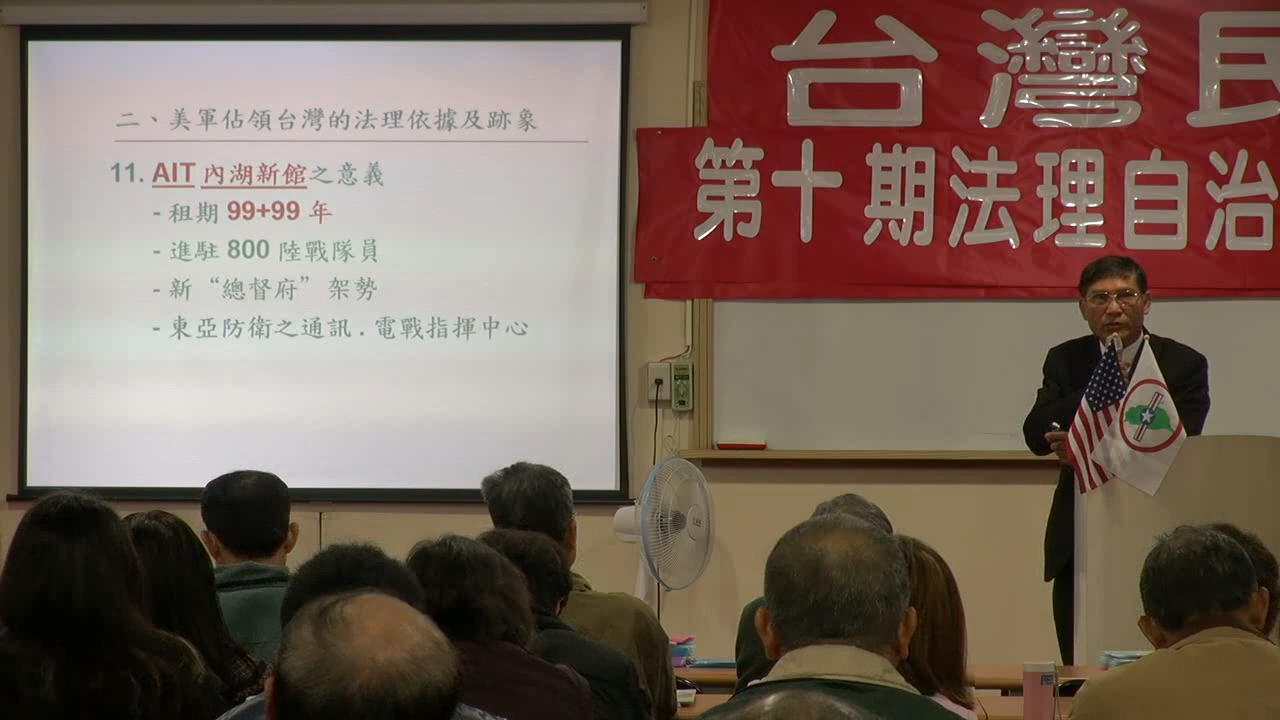 二、美軍佔領台灣的法理依據及跡象
11. AIT 內湖新館之意義
- 租期 99+99 年
- 進駐 800 陸戰隊員
- 新“總督府”架勢
- 東亞防衛之通訊.電戰指揮中心
台灣民
第十期法理自治